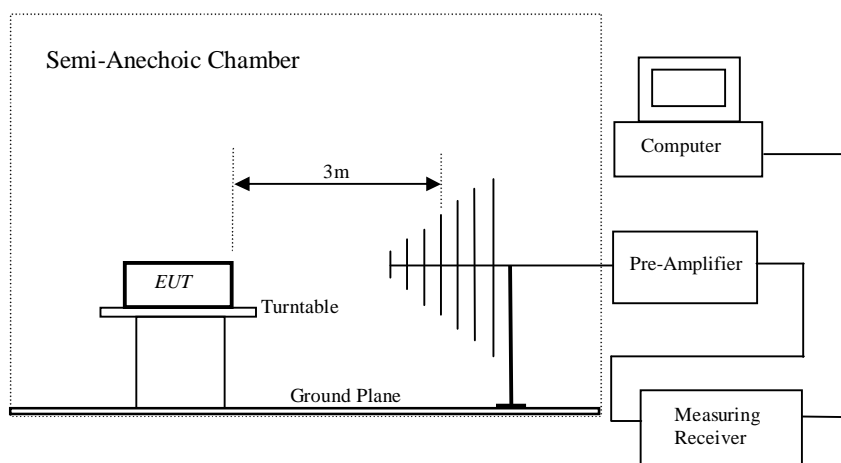 Semi-Anechoic Chamber
3m
EUT
Turntable
Ground Plane
Computer
Pre-Amplifier
Measuring
Receiver